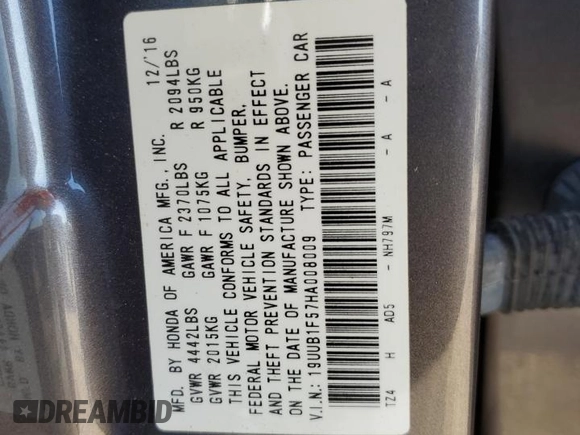 MFD. BY HONDA OF AMERICA MFG., INC. 12/'16
GVWR 4442LBS GAWR F 2370LBS R 2094LBS
GVWR 2015KG GAWR F 1075KG R 950KG
THIS VEHICLE CONFORMS TO ALL APPLICABLE
FEDERAL MOTOR VEHICLE SAFETY, BUMPER,
AND THEFT PREVENTION STANDARDS IN EFFECT
ON THE DATE OF MANUFACTURE SHOWN ABOVE.
V.I.N.: 19UUB1F57HA008009 TYPE: PASSENGER CAR
TZ4 H AD5 - NH797M - A - A
DREAMBID